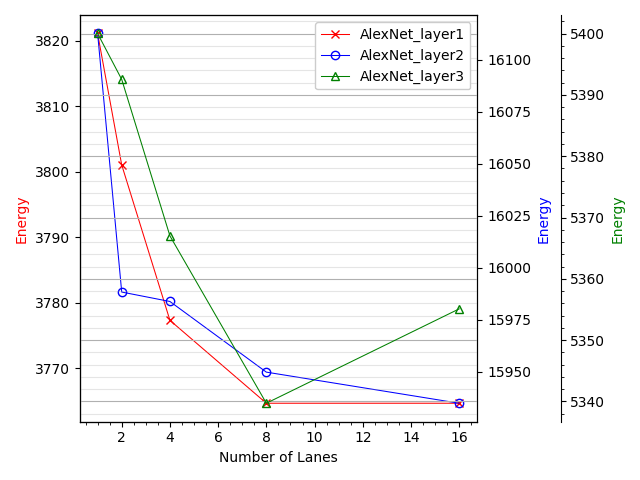 AlexNet_layer1
AlexNet_layer2
AlexNet_layer3
3820
3810
3800
3790
3780
3770
Energy
16100
16075
16050
16025
16000
15975
15950
Energy
5400
5390
5380
5370
5360
5350
5340
Energy
2 4 6 8 10 12 14 16
Number of Lanes